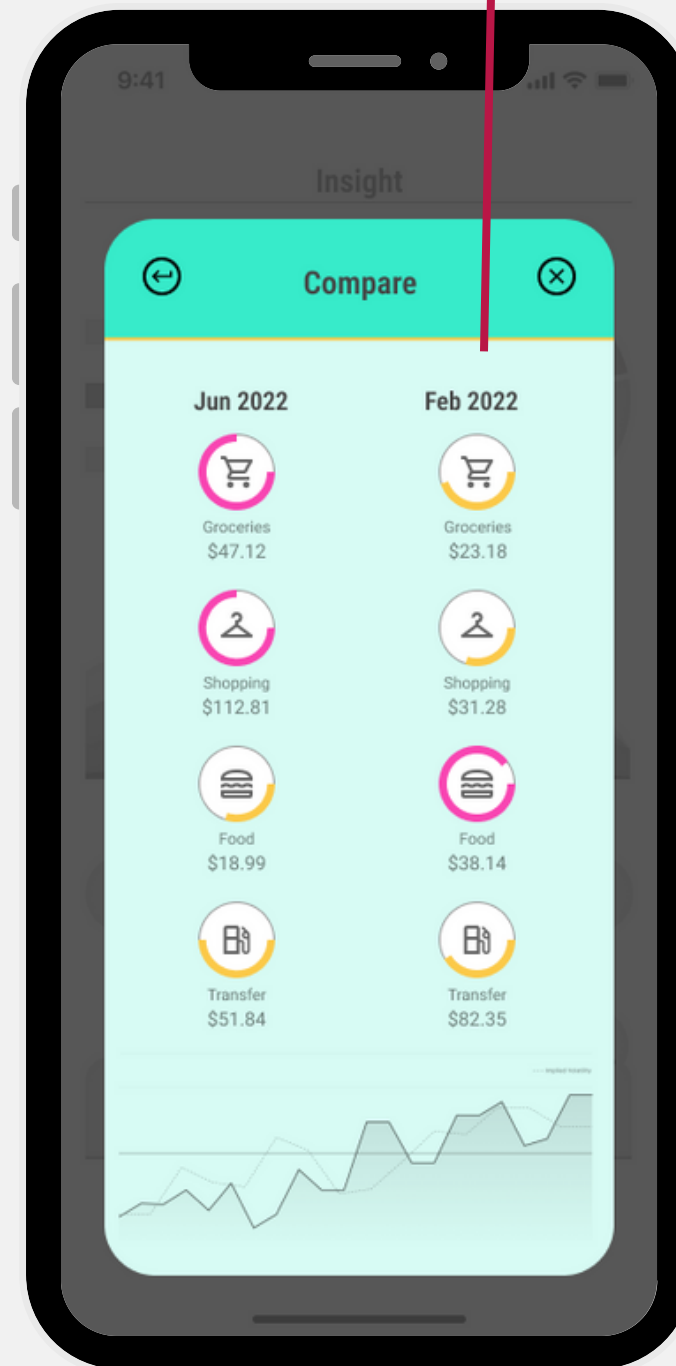 9:41
Insight
Compare
Jun 2022 Feb 2022
Groceries Groceries
$47.12 $23.18
Shopping Shopping
$112.81 $31.28
Food Food
$18.99 $38.14
Transfer Transfer
$51.84 $82.35